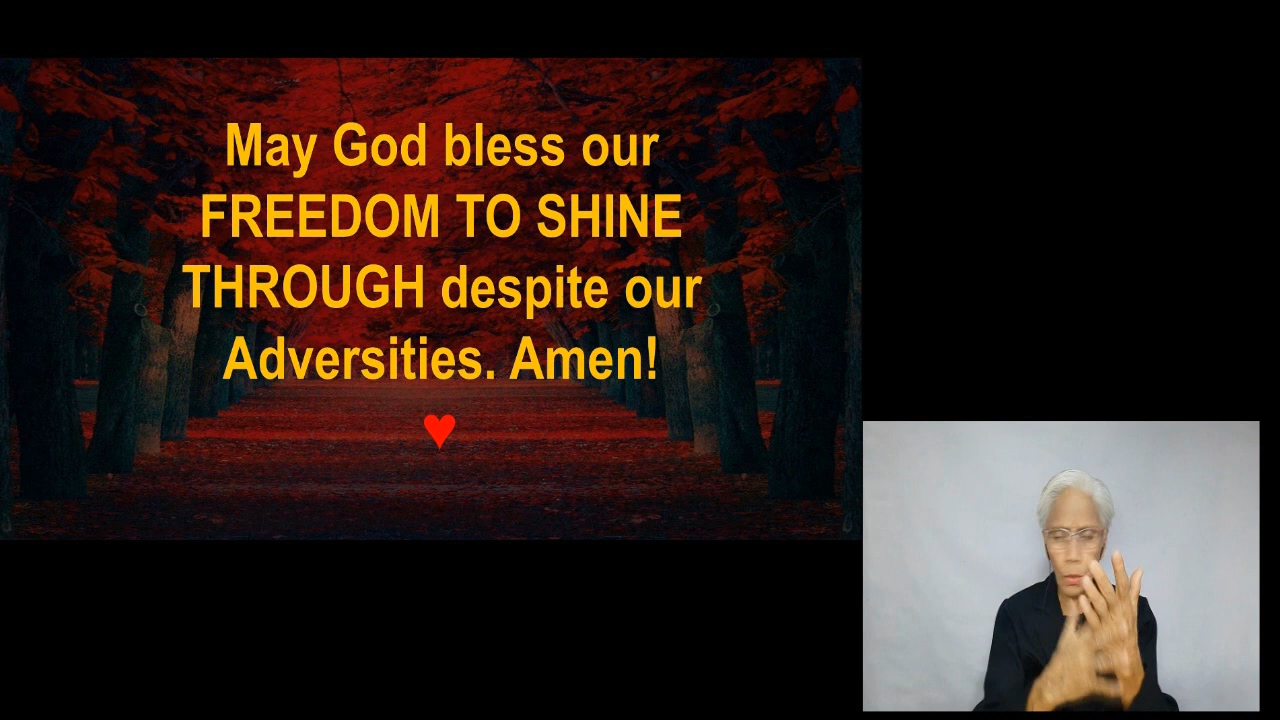 May God bless our
FREEDOM TO SHINE
THROUGH despite our
Adversities. Amen!
♥